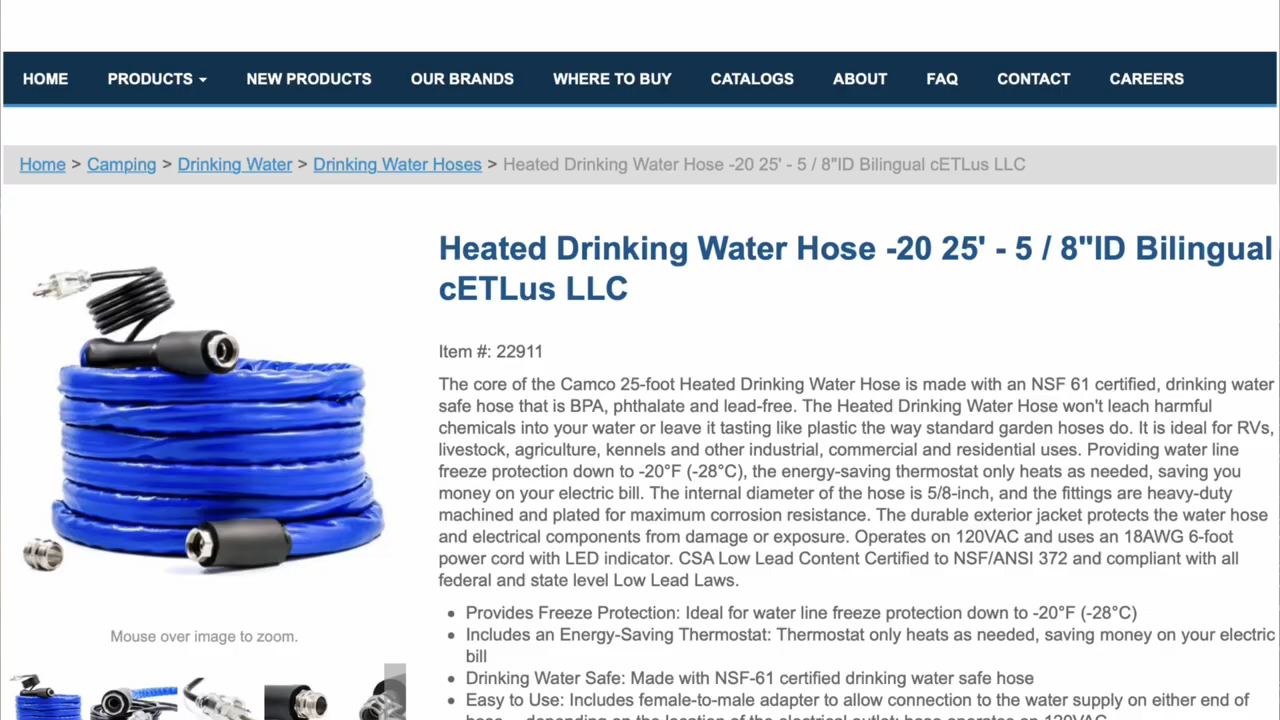 HOME PRODUCTS NEW PRODUCTS OUR BRANDS WHERE TO BUY CATALOGS ABOUT FAQ CONTACT CAREERS
Home > Camping > Drinking Water > Drinking Water Hoses > Heated Drinking Water Hose -20 25' - 5 / 8"ID Bilingual cETLus LLC
Heated Drinking Water Hose -20 25' - 5 / 8"ID Bilingual
cETLus LLC
Item #: 22911
The core of the Camco 25-foot Heated Drinking Water Hose is made with an NSF 61 certified, drinking water
safe hose that is BPA, phthalate and lead-free. The Heated Drinking Water Hose won't leach harmful
chemicals into your water or leave it tasting like plastic the way standard garden hoses do. It is ideal for RVs,
livestock, agriculture, kennels and other industrial, commercial and residential uses. Providing water line
freeze protection down to -20°F (-28°C), the energy-saving thermostat only heats as needed, saving you
money on your electric bill. The internal diameter of the hose is 5/8-inch, and the fittings are heavy-duty
machined and plated for maximum corrosion resistance. The durable exterior jacket protects the water hose
and electrical components from damage or exposure. Operates on 120VAC and uses an 18AWG 6-foot
power cord with LED indicator. CSA Low Lead Content Certified to NSF/ANSI 372 and compliant with all
federal and state level Low Lead Laws.
• Provides Freeze Protection: Ideal for water line freeze protection down to -20°F (-28°C)
• Includes an Energy-Saving Thermostat: Thermostat only heats as needed, saving money on your electric
bill
• Drinking Water Safe: Made with NSF-61 certified drinking water safe hose
• Easy to Use: Includes female-to-male adapter to allow connection to the water supply on either end of
depending on the location of the electrical outlet; hose operates on 120VAC
Mouse over image to zoom.